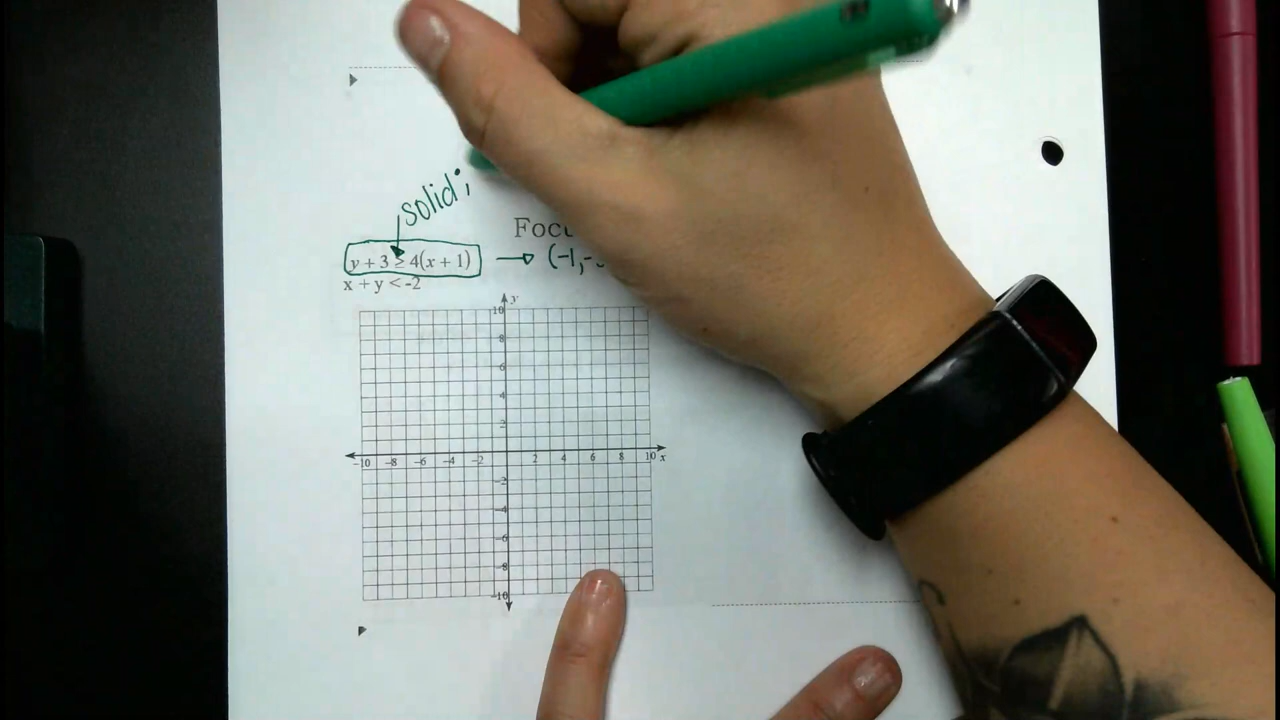 solid;
y + 3 ≥ 4(x + 1) → (-1,-
x + y < -2
y
10
8
6
4
2
-10 -8 -6 -4 -2 0 2 4 6 8 10 x
-2
-4
-6
-8
-10